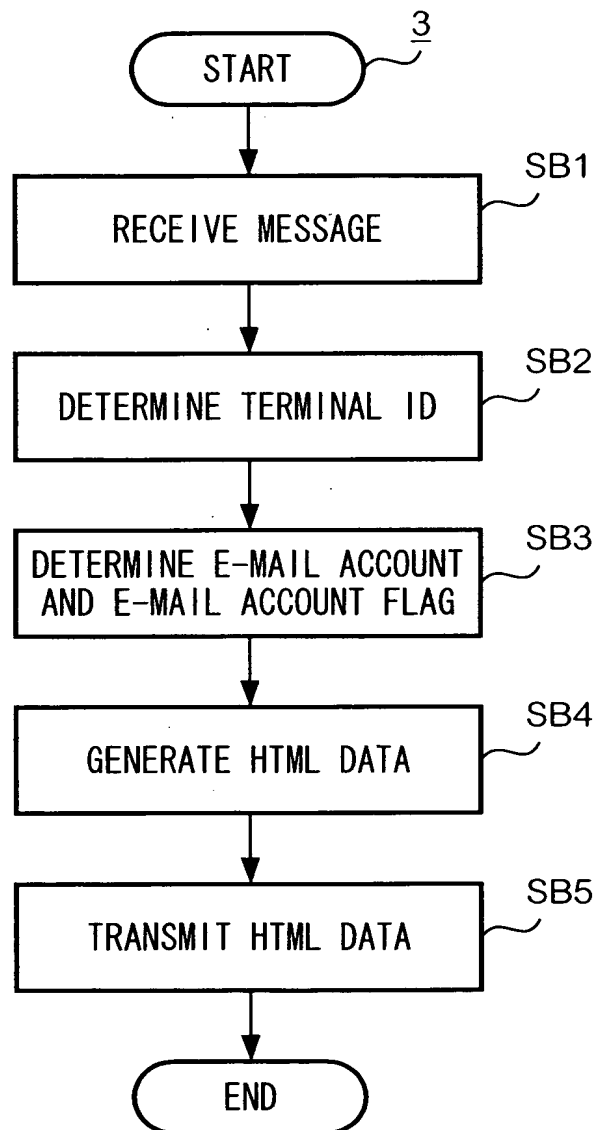 3
START
SB1
RECEIVE MESSAGE
SB2
DETERMINE TERMINAL ID
SB3
DETERMINE E-MAIL ACCOUNT
AND E-MAIL ACCOUNT FLAG
SB4
GENERATE HTML DATA
SB5
TRANSMIT HTML DATA
END